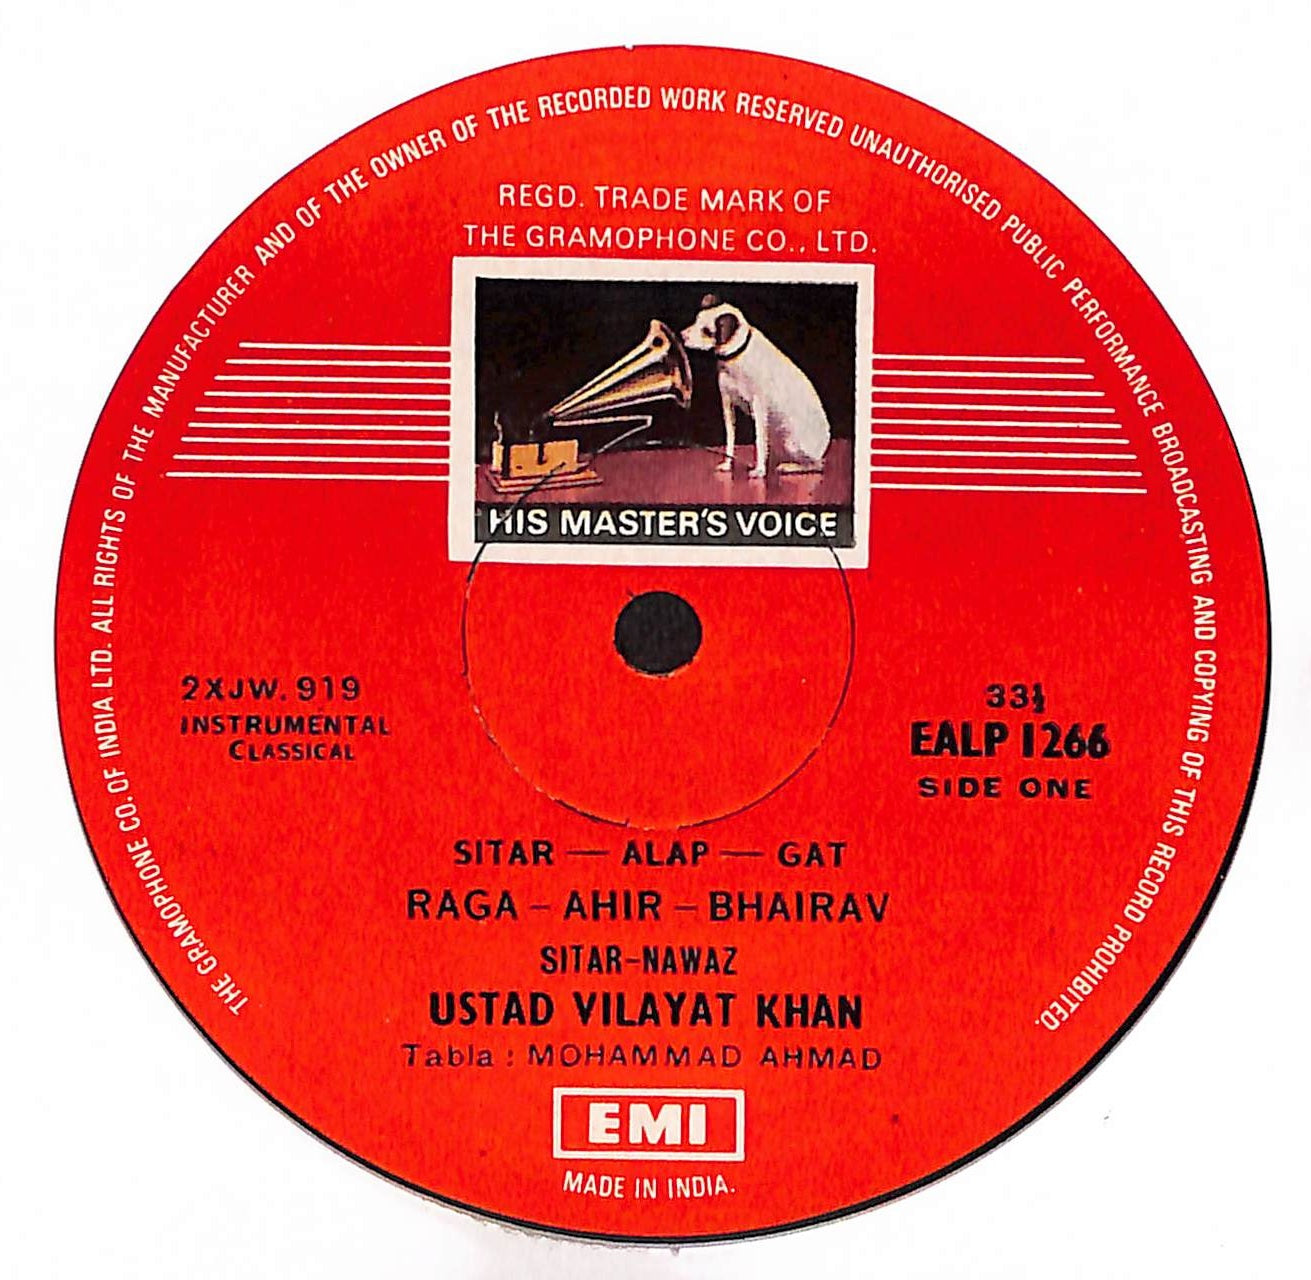 THE GRAMOPHONE CO. OF INDIA LTD. ALL RIGHTS OF THE MANUFACTURER AND OF THE OWNER OF THE RECORDED WORK RESERVED UNAUTHORISED PUBLIC PERFORMANCE BROADCASTING AND COPYING OF THIS RECORD PROHIBITED.
REGD. TRADE MARK OF
THE GRAMOPHONE CO., LTD.
HIS MASTER'S VOICE
2XJW. 919
INSTRUMENTAL
CLASSICAL
33⅓
EALP 1266
SIDE ONE
SITAR — ALAP — GAT
RAGA – AHIR – BHAIRAV
SITAR-NAWAZ
USTAD VILAYAT KHAN
Tabla : MOHAMMAD AHMAD
EMI
MADE IN INDIA.